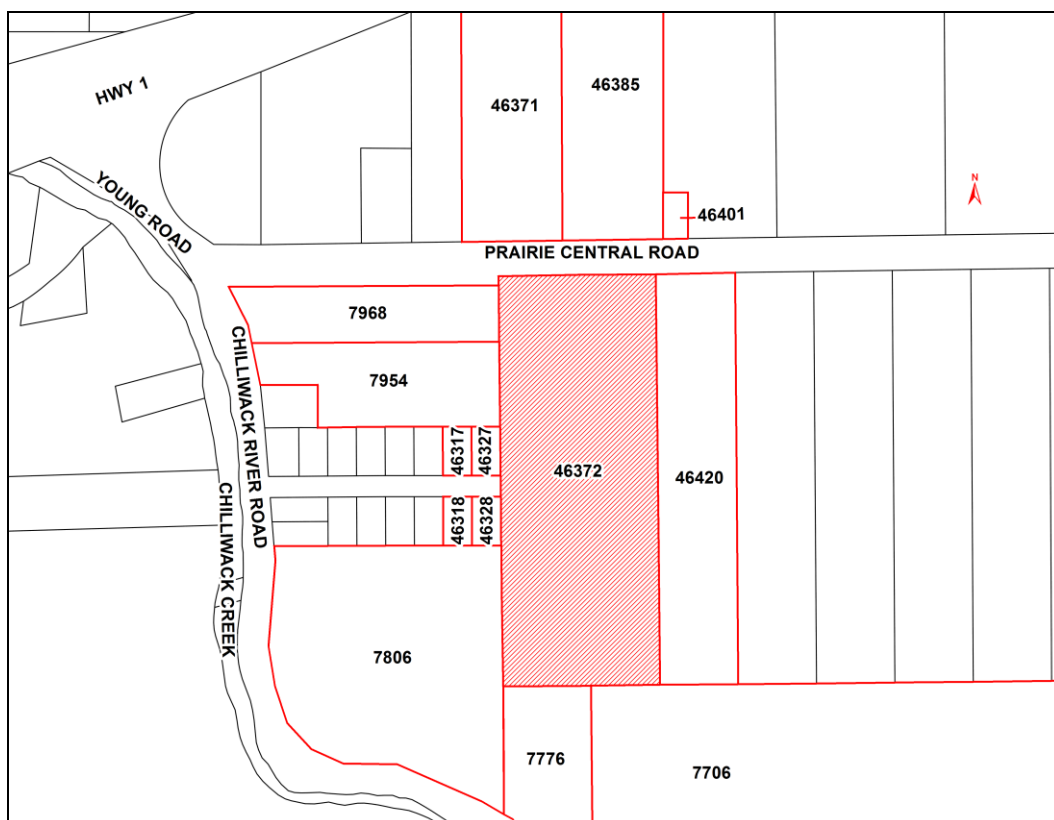 HWY 1
46371
46385
46401
N
YOUNG ROAD
PRAIRIE CENTRAL ROAD
7968
CHILLIWACK RIVER ROAD
7954
46317
46327
46372
46420
46318
46328
CHILLIWACK CREEK
7806
7776
7706